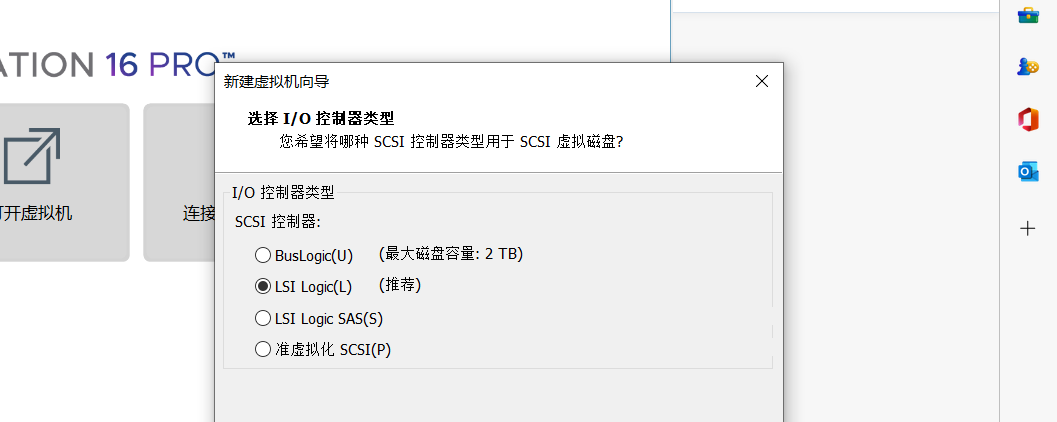 ATION 16 PRO™
新建虚拟机向导
选择 I/O 控制器类型
您希望将哪种 SCSI 控制器类型用于 SCSI 虚拟磁盘?
I/O 控制器类型
SCSI 控制器:
BusLogic(U) (最大磁盘容量: 2 TB)
LSI Logic(L) (推荐)
LSI Logic SAS(S)
准虚拟化 SCSI(P)
开虚拟机
连接